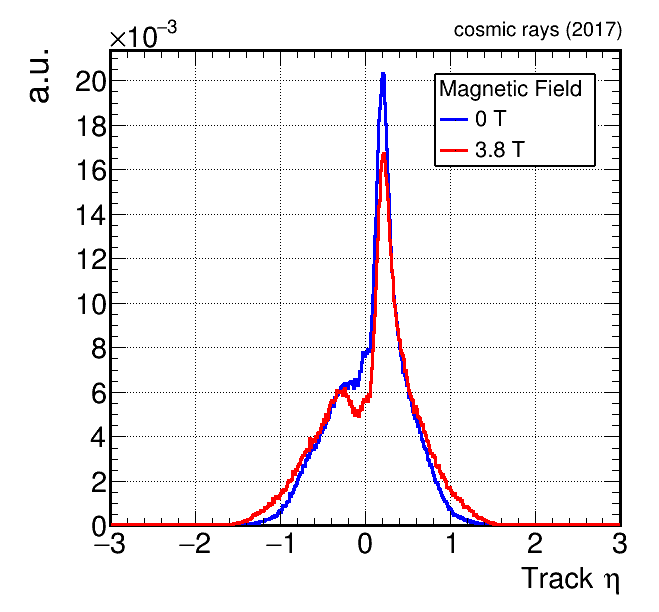 cosmic rays (2017)
×10⁻³
a.u.
Magnetic Field
0 T
3.8 T
20
18
16
14
12
10
8
6
4
2
0
−3 −2 −1 0 1 2 3
Track η